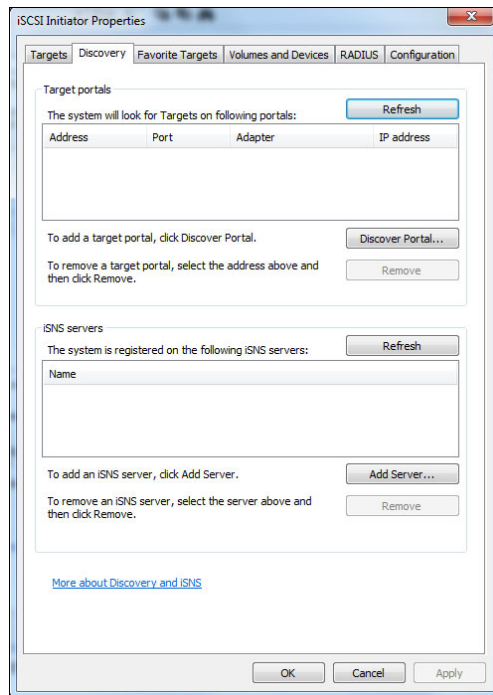 iSCSI Initiator Properties
Targets Discovery Favorite Targets Volumes and Devices RADIUS Configuration
Target portals
The system will look for Targets on following portals:
Refresh
Address Port Adapter IP address
To add a target portal, click Discover Portal.
Discover Portal...
To remove a target portal, select the address above and
then click Remove.
Remove
iSNS servers
The system is registered on the following iSNS servers:
Refresh
Name
To add an iSNS server, click Add Server.
Add Server...
To remove an iSNS server, select the server above and
then click Remove.
Remove
More about Discovery and iSNS
OK Cancel Apply